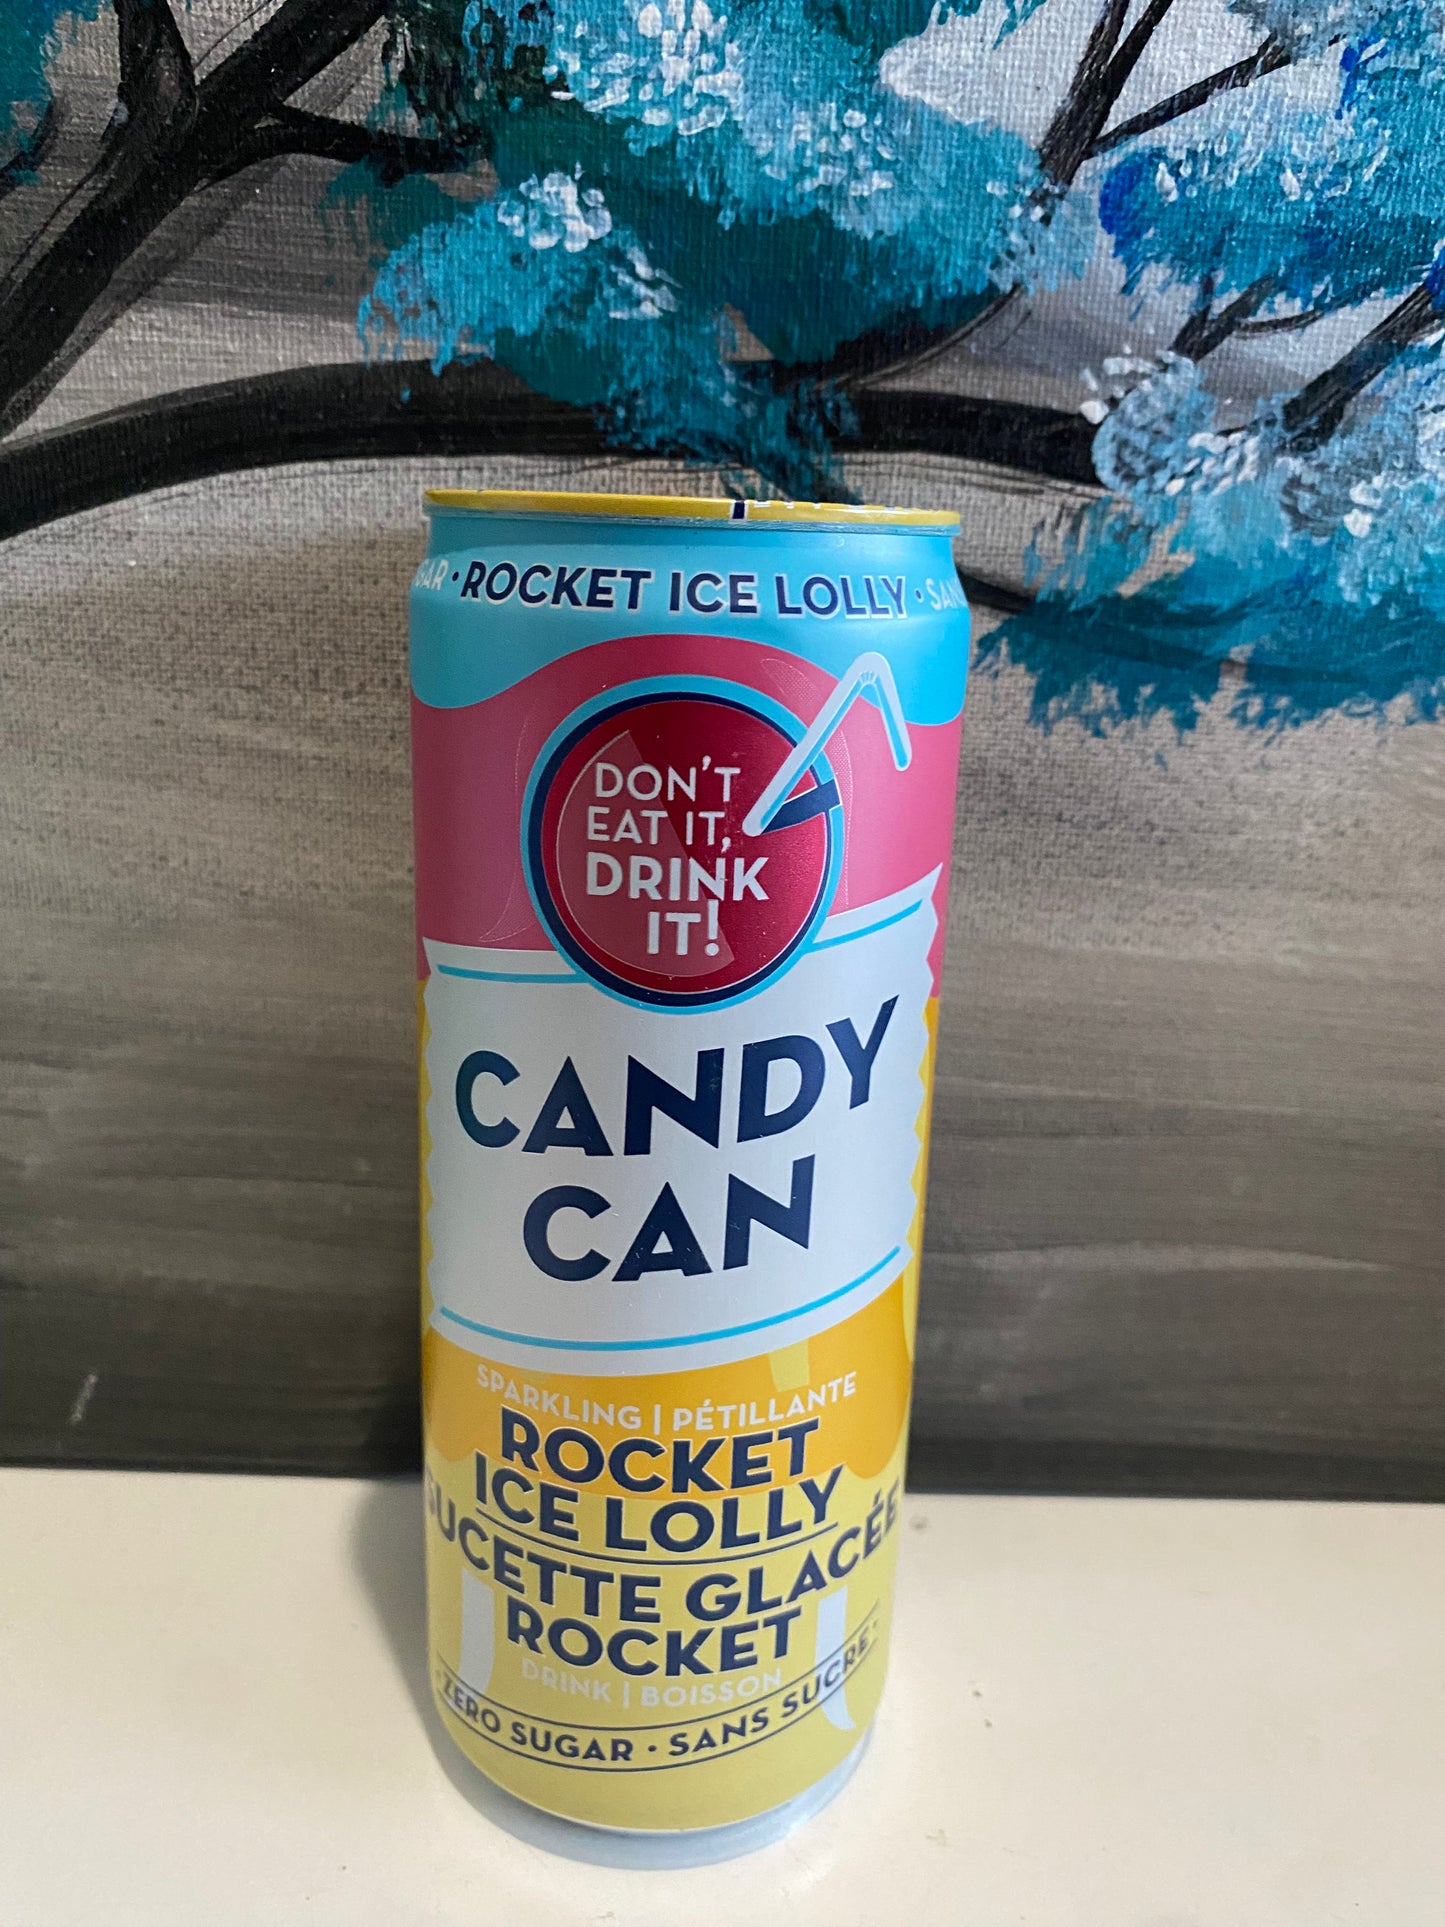 · ROCKET ICE LOLLY ·
DON'T
EAT IT,
DRINK
IT!
CANDY
CAN
SPARKLING | PÉTILLANTE
ROCKET
ICE LOLLY
SUCETTE GLACÉE
ROCKET
DRINK | BOISSON
· ZERO SUGAR · SANS SUCRE ·